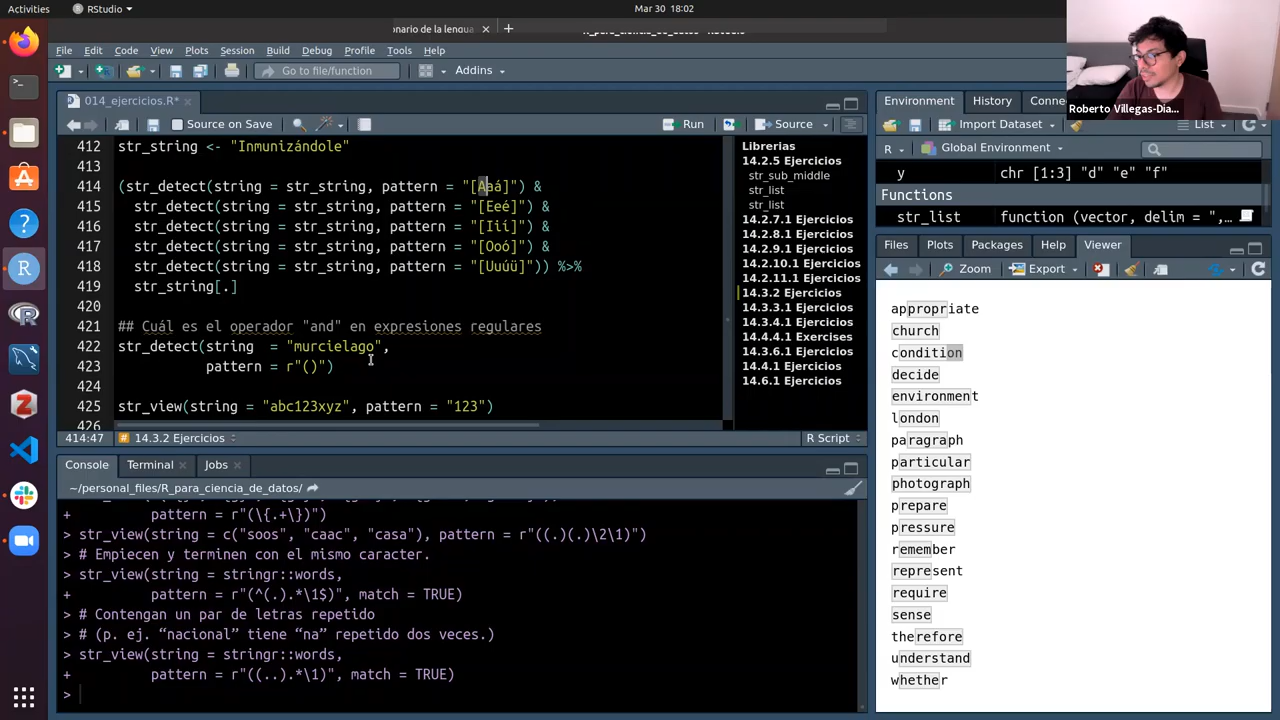 Activities
RStudio
Mar 30 18:02
onario de la lengua
File Edit Code View Plots Session Build Debug Profile Tools Help
Go to file/function
Addins
014_ejercicios.R*
Source on Save
Run
Source
412 str_string <- "Inmunizándole"
413
414 (str_detect(string = str_string, pattern = "[Aaá]") &
415 str_detect(string = str_string, pattern = "[Eeé]") &
416 str_detect(string = str_string, pattern = "[Iií]") &
417 str_detect(string = str_string, pattern = "[Ooó]") &
418 str_detect(string = str_string, pattern = "[Uuúü]")) %>%
419 str_string[.]
420
421 ## Cuál es el operador "and" en expresiones regulares
422 str_detect(string = "murcielago",
423 pattern = r"()")
424
425 str_view(string = "abc123xyz", pattern = "123")
426
414:47
14.3.2 Ejercicios
R Script
Librerias
14.2.5 Ejercicios
str_sub_middle
str_list
str_list
14.2.7.1 Ejercicios
14.2.8.1 Ejercicios
14.2.9.1 Ejercicios
14.2.10.1 Ejercicios
14.2.11.1 Ejercicios
14.3.2 Ejercicios
14.3.3.1 Ejercicios
14.3.4.1 Ejercicios
14.4.4.1 Exercises
14.3.6.1 Ejercicios
14.4.1 Ejercicios
14.6.1 Ejercicios
Console Terminal Jobs
~/personal_files/R_para_ciencia_de_datos/
+ pattern = r"(\{.+\})")
> str_view(string = c("osos", "caac", "casa"), pattern = r"((.)(.)\2\1)")
> # Empiecen y terminen con el mismo caracter.
> str_view(string = stringr::words,
+ pattern = r"(^(.).*\1$)", match = TRUE)
> # Contengan un par de letras repetido
> # (p. ej. “nacional” tiene “na” repetido dos veces.)
> str_view(string = stringr::words,
+ pattern = r"((..).*\1)", match = TRUE)
>
Roberto Villegas-Dia...
Environment History Conne
Import Dataset
List
R
Global Environment
y chr [1:3] "d" "e" "f"
Functions
str_list function (vector, delim = ",…
Files Plots Packages Help Viewer
Zoom
Export
appropriate
church
condition
decide
environment
london
paragraph
particular
photograph
prepare
pressure
remember
represent
require
sense
therefore
understand
whether